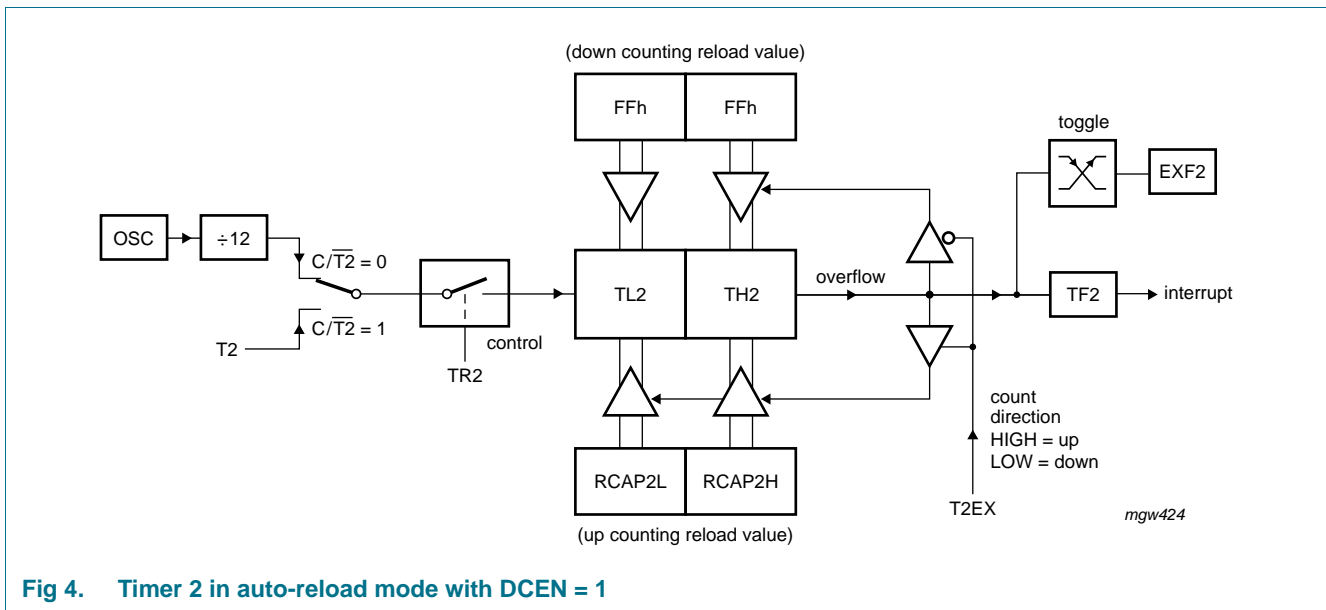 (down counting reload value)
FFh
FFh
toggle
EXF2
OSC
÷12
C/T2 = 0
TL2
TH2
overflow
TF2
interrupt
C/T2 = 1
T2
control
TR2
count
direction
HIGH = up
LOW = down
RCAP2L
RCAP2H
T2EX
mgw424
(up counting reload value)
Fig 4. Timer 2 in auto-reload mode with DCEN = 1